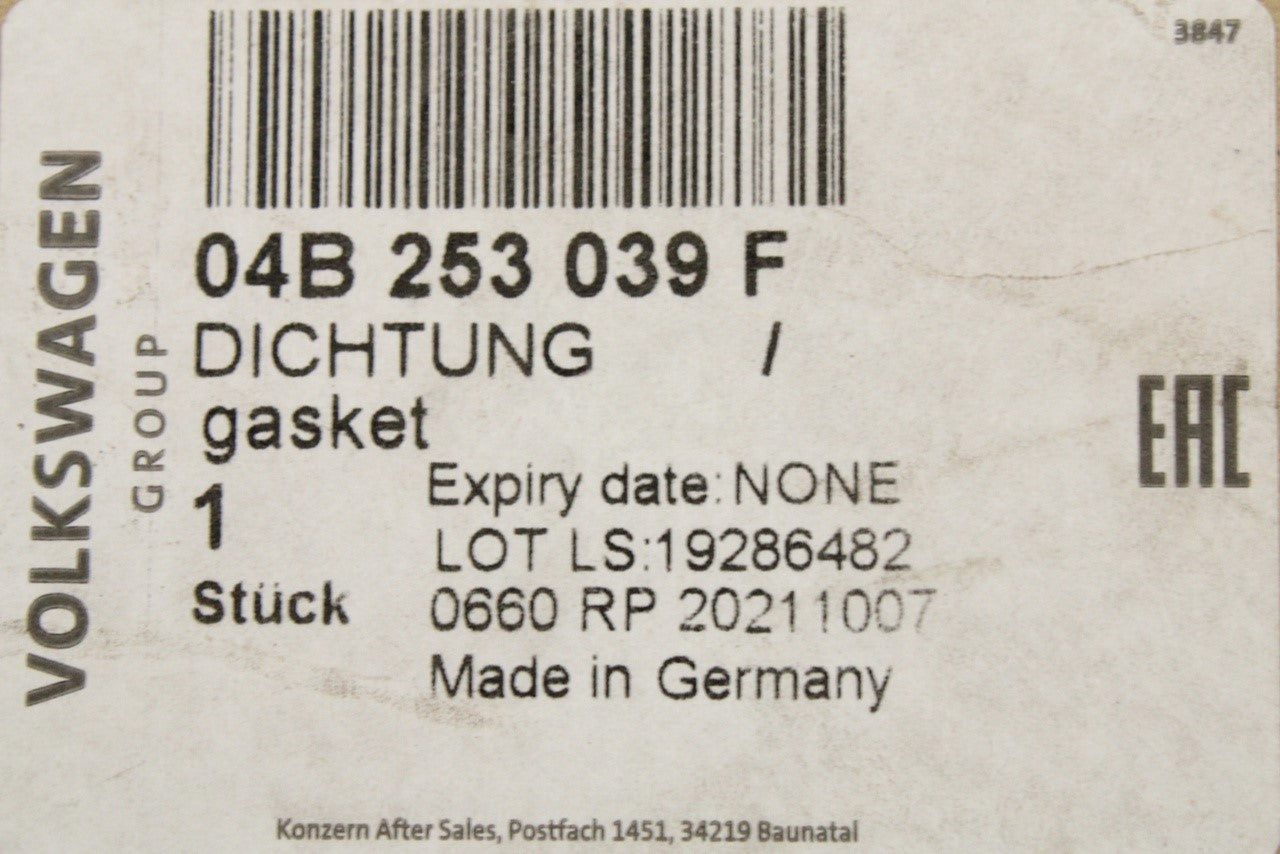 3847
VOLKSWAGEN
GROUP
04B 253 039 F
DICHTUNG /
gasket
1
Stück
Expiry date: NONE
LOT LS:19286482
0660 RP 20211007
Made in Germany
EAC
Konzern After Sales, Postfach 1451, 34219 Baunatal